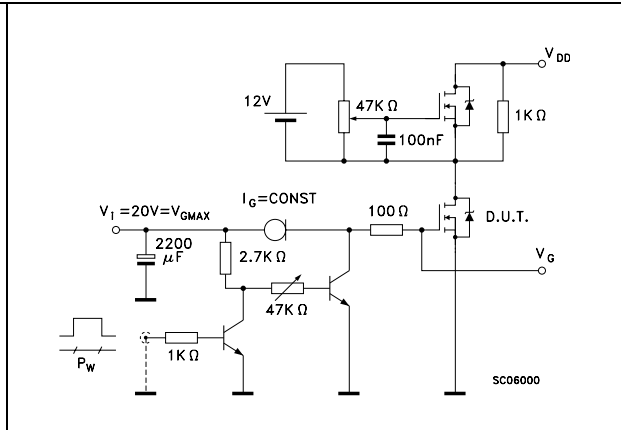 V DD
12V
47K Ω
1K Ω
100nF
I G =CONST
V I =20V=V GMAX
100 Ω
D.U.T.
2200
μF
2.7K Ω
V G
47K Ω
1K Ω
P W
SC06000